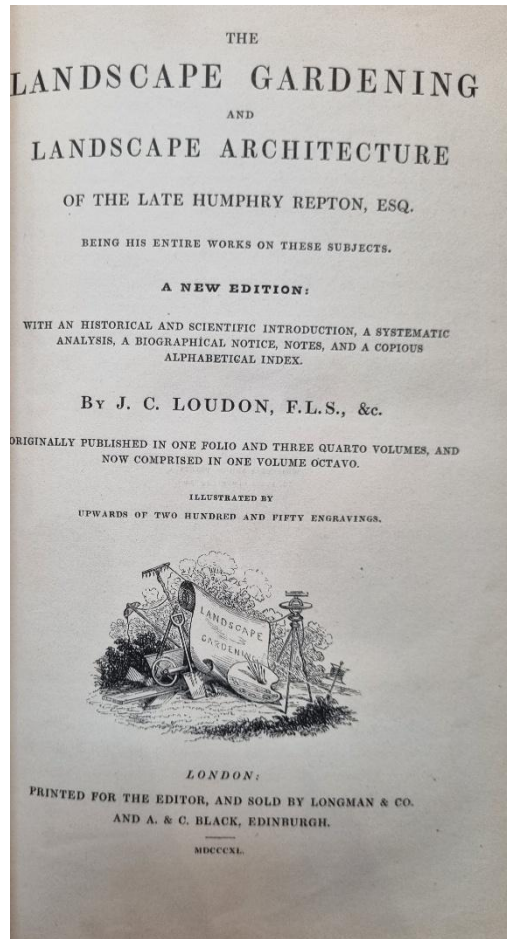 THE
LANDSCAPE GARDENING
AND
LANDSCAPE ARCHITECTURE
OF THE LATE HUMPHRY REPTON, ESQ.
BEING HIS ENTIRE WORKS ON THESE SUBJECTS.
A NEW EDITION:
WITH AN HISTORICAL AND SCIENTIFIC INTRODUCTION, A SYSTEMATIC
ANALYSIS, A BIOGRAPHICAL NOTICE, NOTES, AND A COPIOUS
ALPHABETICAL INDEX.
BY J. C. LOUDON, F.L.S., &c.
ORIGINALLY PUBLISHED IN ONE FOLIO AND THREE QUARTO VOLUMES, AND
NOW COMPRISED IN ONE VOLUME OCTAVO.
ILLUSTRATED BY
UPWARDS OF TWO HUNDRED AND FIFTY ENGRAVINGS.
LANDSCAPE
GARDENING
LONDON:
PRINTED FOR THE EDITOR, AND SOLD BY LONGMAN & CO.
AND A. & C. BLACK, EDINBURGH.
MDCCCXL.